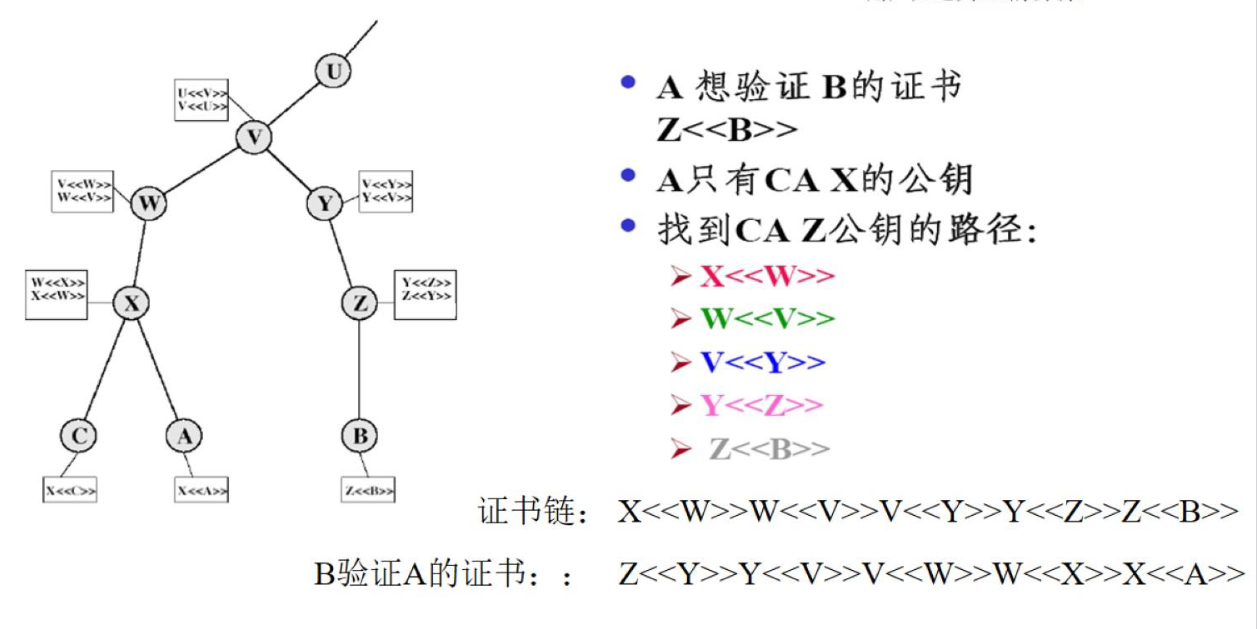 U
U<<V>>
V<<U>>
V
V<<W>>
W<<V>>
W
Y
V<<Y>>
Y<<V>>
W<<X>>
X<<W>>
X
Z
Y<<Z>>
Z<<Y>>
C
A
B
X<<C>>
X<<A>>
Z<<B>>
• A 想验证 B的证书
Z<<B>>
• A只有CA X的公钥
• 找到CA Z公钥的路径:
➢ X<<W>>
➢ W<<V>>
➢ V<<Y>>
➢ Y<<Z>>
➢ Z<<B>>
证书链： X<<W>>W<<V>>V<<Y>>Y<<Z>>Z<<B>>
B验证A的证书：： Z<<Y>>Y<<V>>V<<W>>W<<X>>X<<A>>